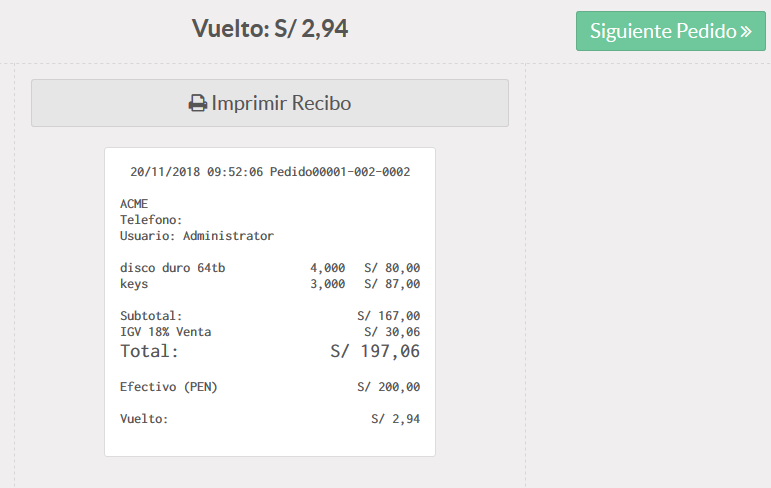 Vuelto: S/ 2,94
Siguiente Pedido »
Imprimir Recibo
20/11/2018 09:52:06 Pedido00001-002-0002
ACME
Telefono:
Usuario: Administrator
disco duro 64tb 4,000 S/ 80,00
keys 3,000 S/ 87,00
Subtotal: S/ 167,00
IGV 18% Venta S/ 30,06
Total: S/ 197,06
Efectivo (PEN) S/ 200,00
Vuelto: S/ 2,94